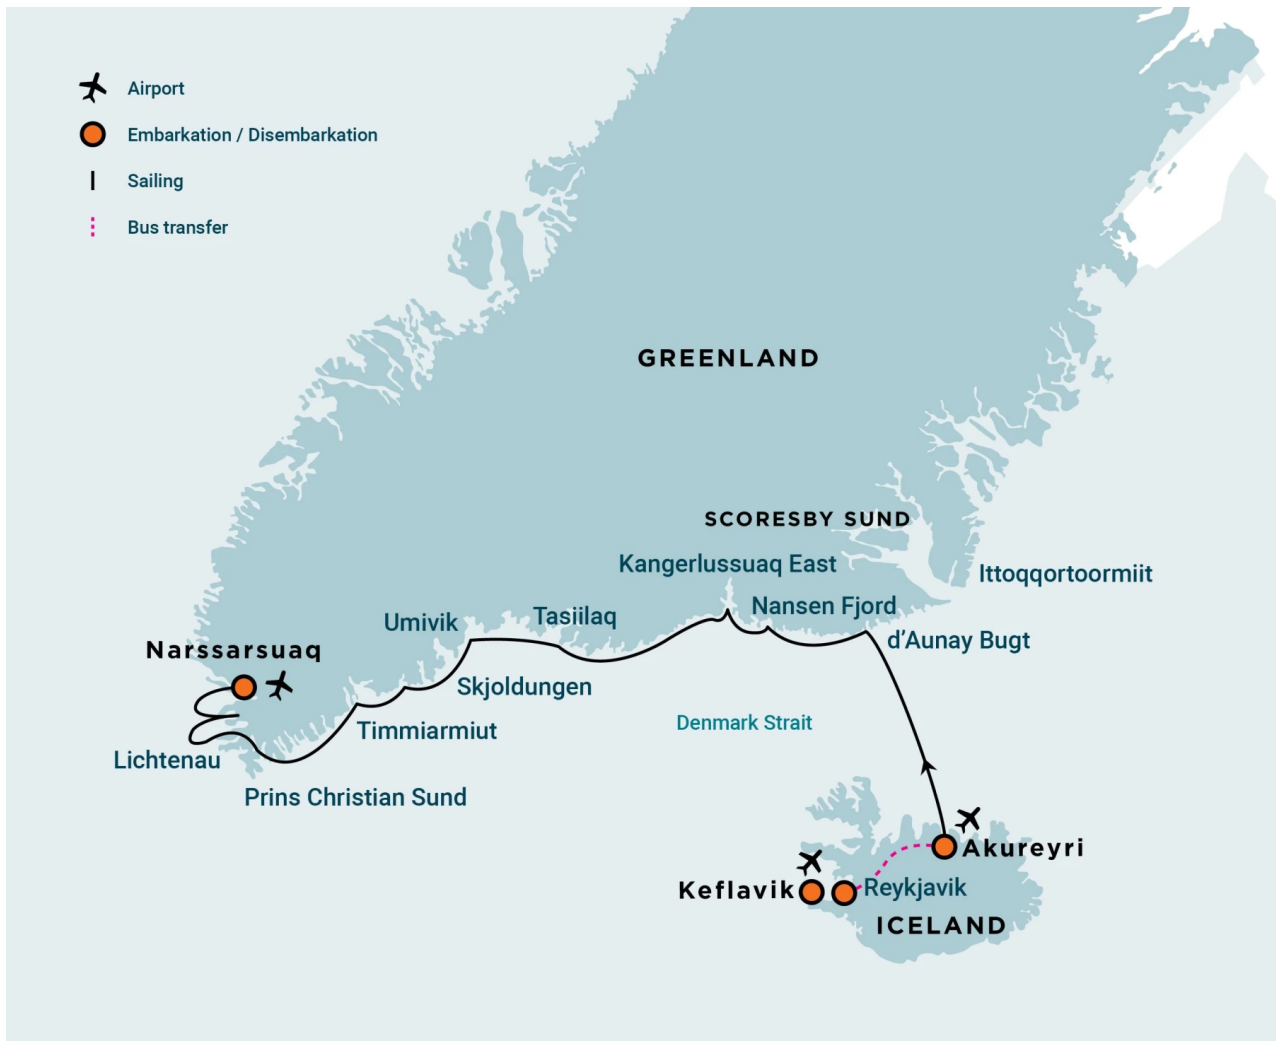 Airport
Embarkation / Disembarkation
Sailing
Bus transfer
GREENLAND
SCORESBY SUND
Kangerlussuaq East
Ittoqqortoormiit
Nansen Fjord
Tasiilaq
Umivik
d'Aunay Bugt
Narssarsuaq
Skjoldungen
Denmark Strait
Timmiarmiut
Lichtenau
Prins Christian Sund
Akureyri
Keflavik
Reykjavik
ICELAND